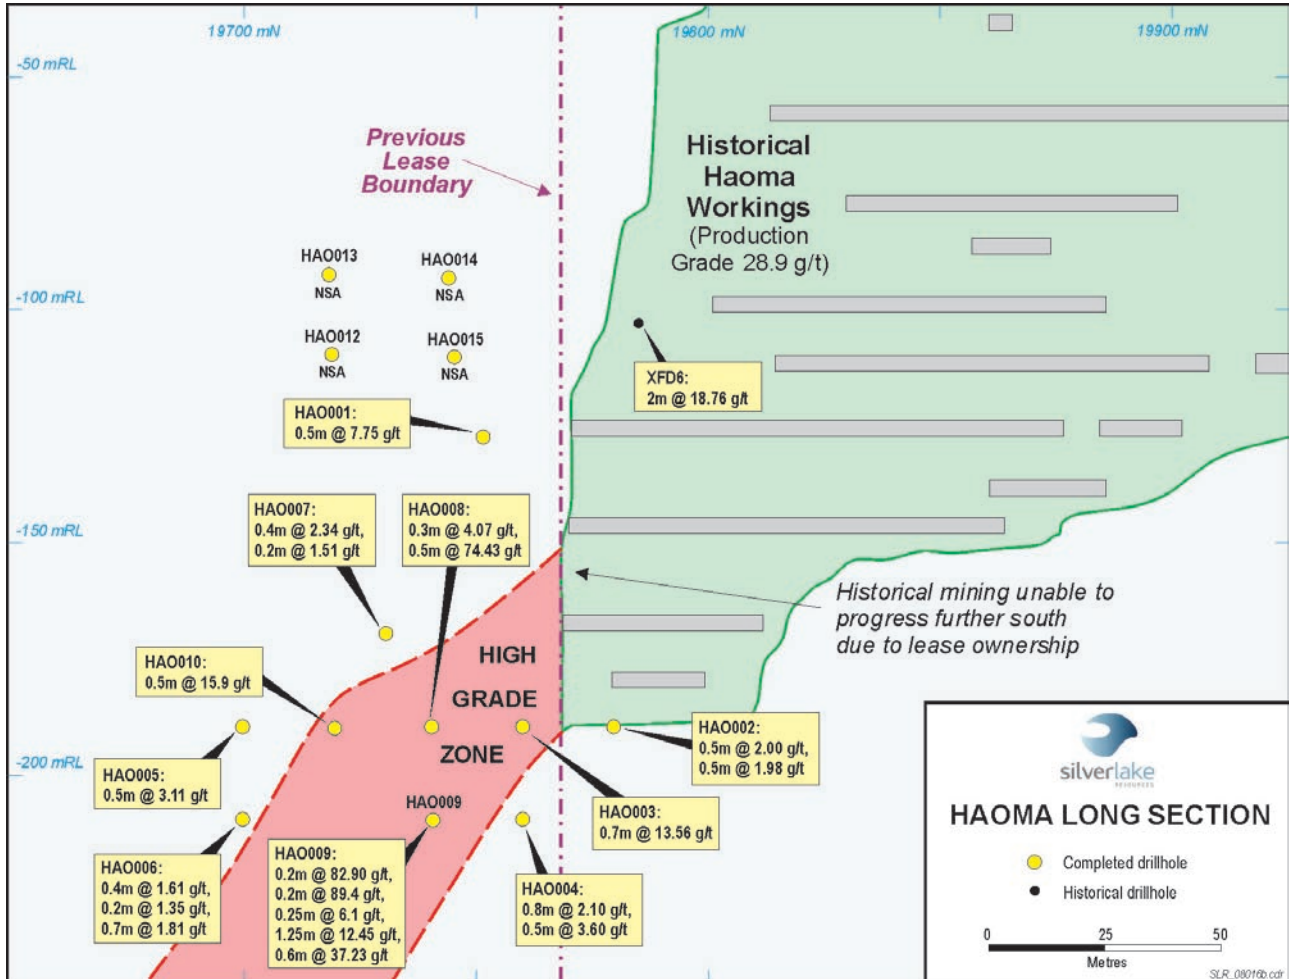 19700 mN
19600 mN
19900 mN
-50 mRL
Previous
Lease
Boundary
Historical
Haoma
Workings
(Production
Grade 28.9 g/t)
HAO013
NSA
HAO014
NSA
-100 mRL
HAO012
NSA
HAO015
NSA
XFD6:
2m @ 18.76 g/t
HAO001:
0.5m @ 7.75 g/t
HAO007:
0.4m @ 2.34 g/t,
0.2m @ 1.51 g/t
HAO008:
0.3m @ 4.07 g/t,
0.5m @ 74.43 g/t
-150 mRL
Historical mining unable to
progress further south
due to lease ownership
HAO010:
0.5m @ 15.9 g/t
HIGH
GRADE
ZONE
HAO002:
0.5m @ 2.00 g/t,
0.5m @ 1.98 g/t
-200 mRL
HAO005:
0.5m @ 3.11 g/t
HAO009
HAO003:
0.7m @ 13.56 g/t
HAO006:
0.4m @ 1.61 g/t,
0.2m @ 1.35 g/t,
0.7m @ 1.81 g/t
HAO009:
0.2m @ 82.90 g/t,
0.2m @ 89.4 g/t,
0.25m @ 6.1 g/t,
1.25m @ 12.45 g/t,
0.6m @ 37.23 g/t
HAO004:
0.8m @ 2.10 g/t,
0.5m @ 3.60 g/t
silverlake
RESOURCES
HAOMA LONG SECTION
Completed drillhole
Historical drillhole
0 25 50
Metres
SLR_08016b.cdr